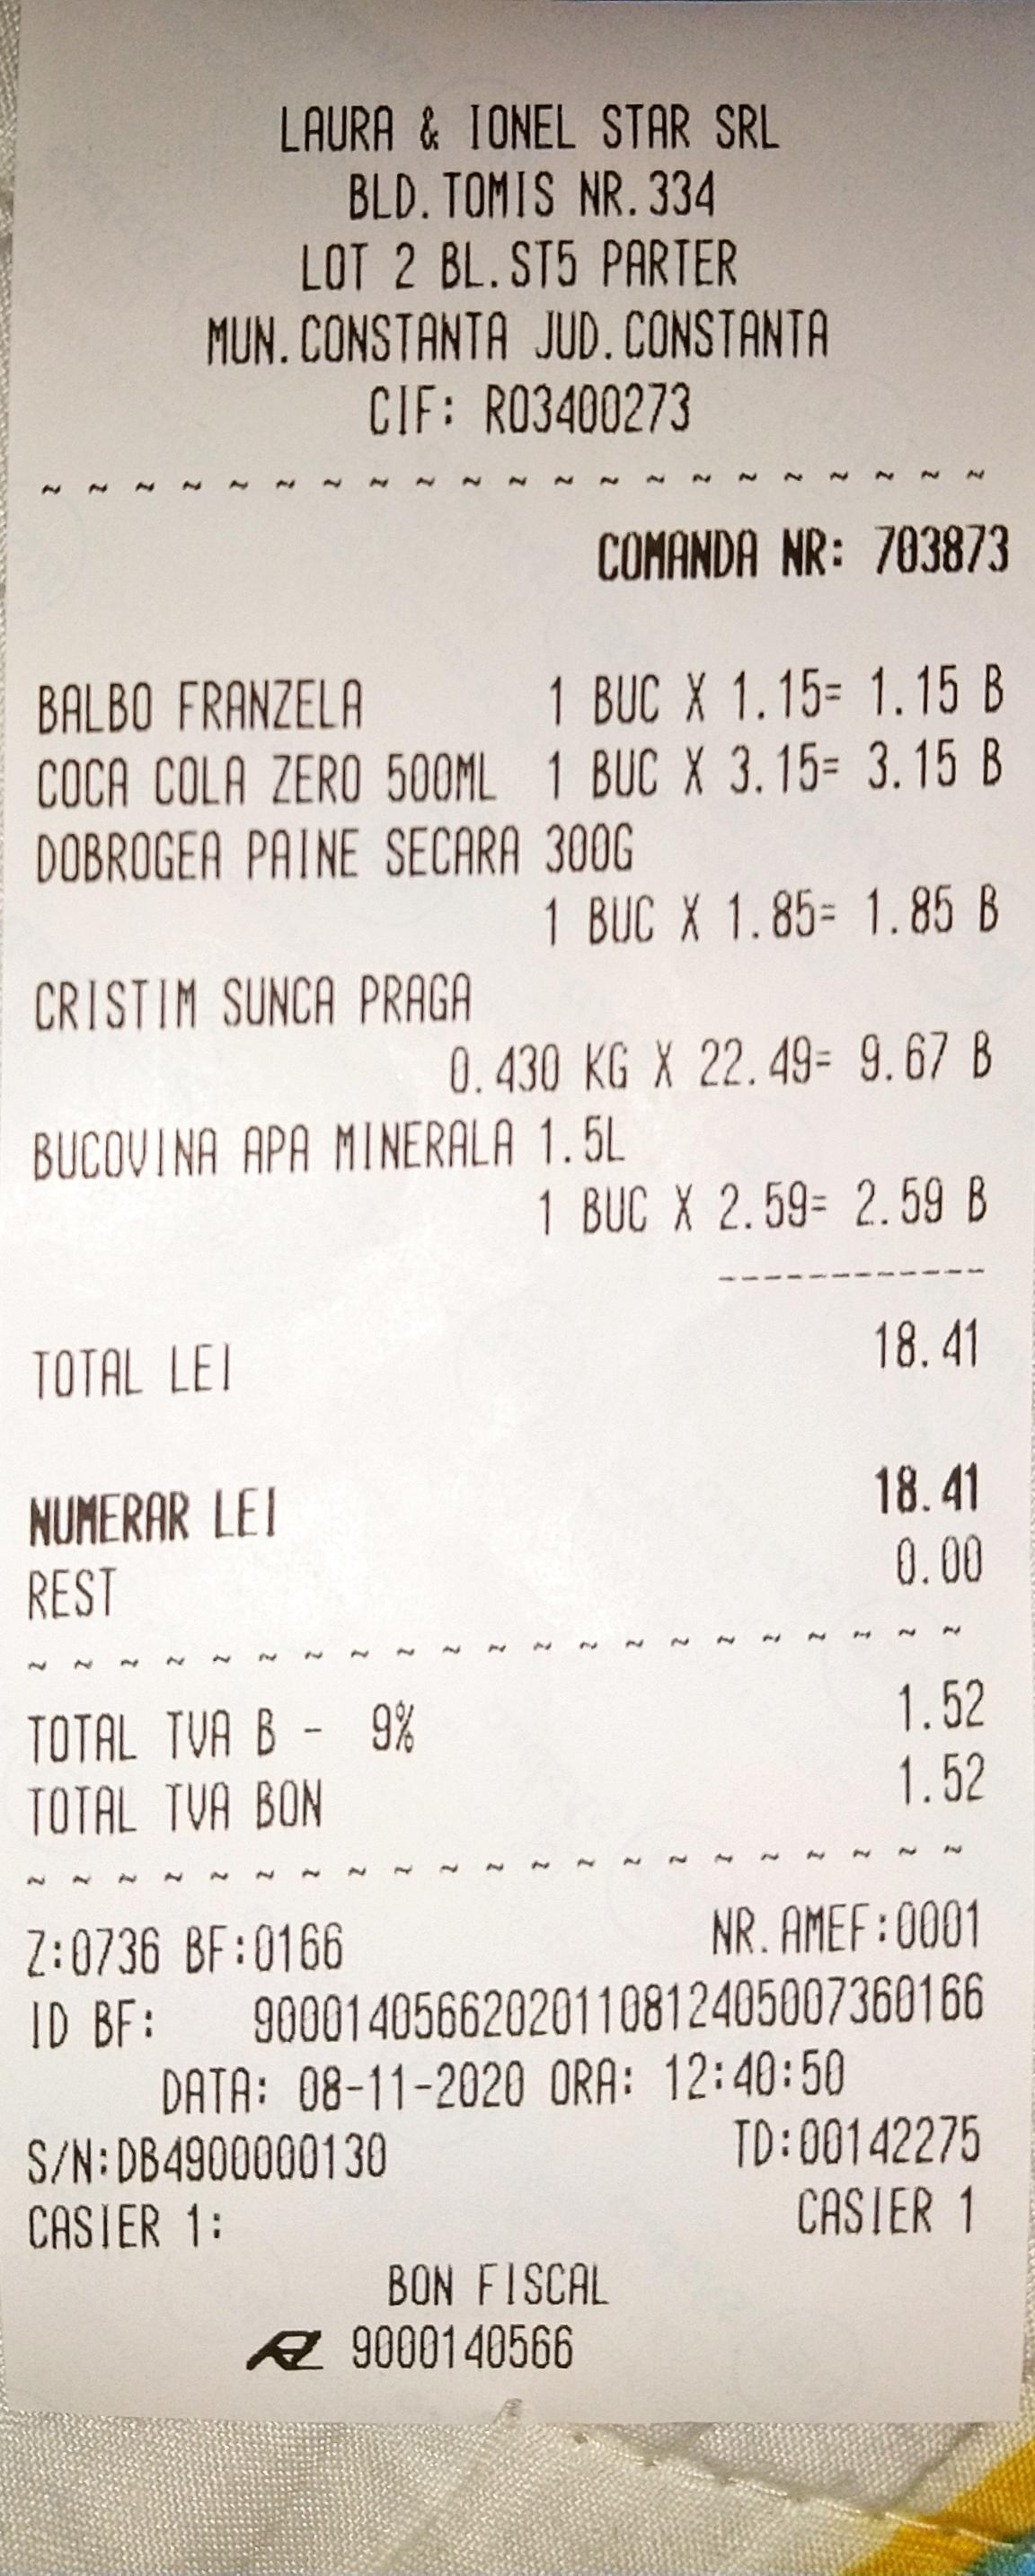 LAURA & IONEL STAR SRL
BLD.TOMIS NR.334
LOT 2 BL.ST5 PARTER
MUN.CONSTANTA JUD.CONSTANTA
CIF: RO3400273
~ ~ ~ ~ ~ ~ ~ ~ ~ ~ ~ ~ ~ ~ ~ ~ ~ ~ ~ ~ ~
COMANDA NR: 703873
BALBO FRANZELA 1 BUC X 1.15= 1.15 B
COCA COLA ZERO 500ML 1 BUC X 3.15= 3.15 B
DOBROGEA PAINE SECARA 300G
1 BUC X 1.85= 1.85 B
CRISTIM SUNCA PRAGA
0.430 KG X 22.49= 9.67 B
BUCOVINA APA MINERALA 1.5L
1 BUC X 2.59= 2.59 B
------------
TOTAL LEI 18.41
NUMERAR LEI 18.41
REST 0.00
~ ~ ~ ~ ~ ~ ~ ~ ~ ~ ~ ~ ~ ~ ~ ~ ~ ~ ~ ~ ~
TOTAL TVA B - 9% 1.52
TOTAL TVA BON 1.52
~ ~ ~ ~ ~ ~ ~ ~ ~ ~ ~ ~ ~ ~ ~ ~ ~ ~ ~ ~ ~
Z:0736 BF:0166 NR.AMEF:0001
ID BF: 90001405662020110812405007360166
DATA: 08-11-2020 ORA: 12:40:50
S/N:DB4900000130 TD:00142275
CASIER 1: CASIER 1
BON FISCAL
9000140566